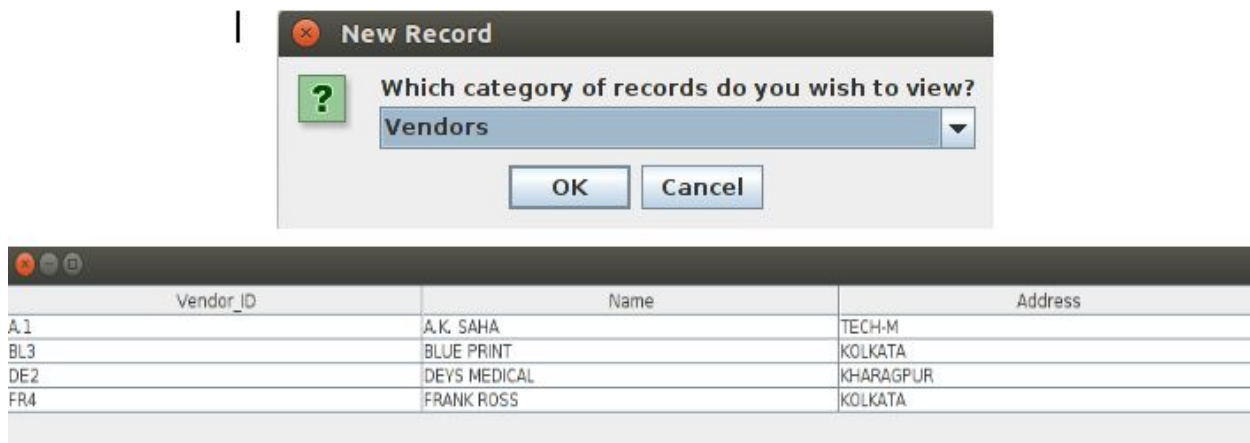 New Record
? Which category of records do you wish to view?
Vendors
OK Cancel
Vendor_ID Name Address
A.1 A.K. SAHA TECH-M
BL3 BLUE PRINT KOLKATA
DE2 DEYS MEDICAL KHARAGPUR
FR4 FRANK ROSS KOLKATA